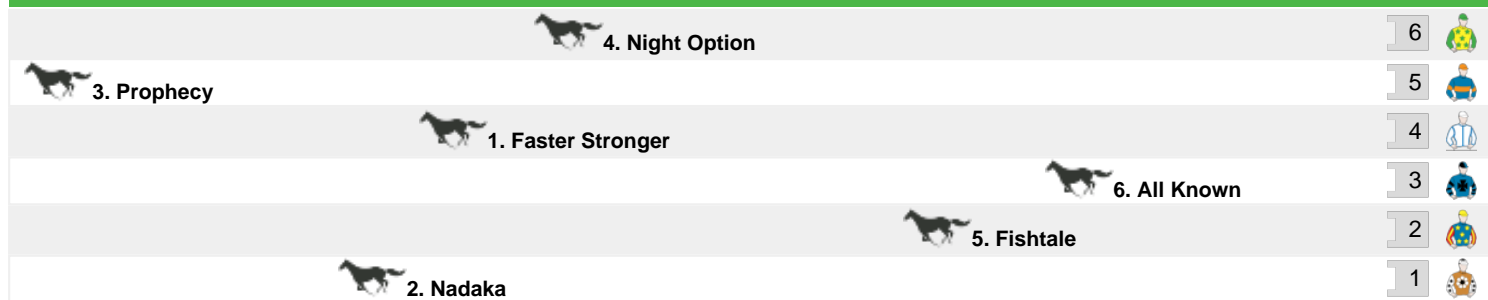 4. Night Option 6
3. Prophecy 5
1. Faster Stronger 4
6. All Known 3
5. Fishtale 2
2. Nadaka 1